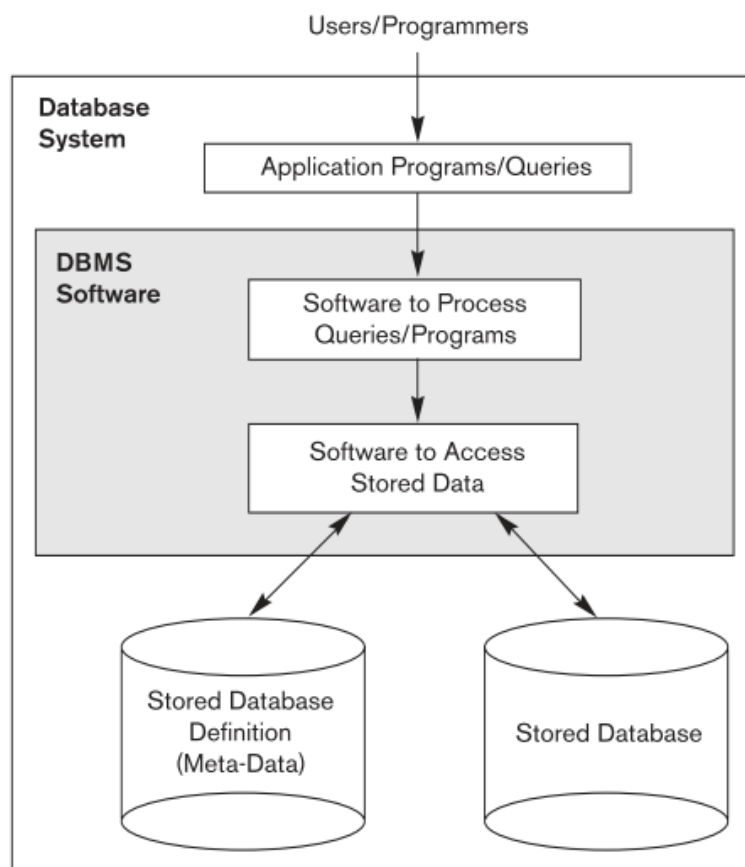 Users/Programmers
Database
System
Application Programs/Queries
DBMS
Software
Software to Process
Queries/Programs
Software to Access
Stored Data
Stored Database
Definition
(Meta-Data)
Stored Database